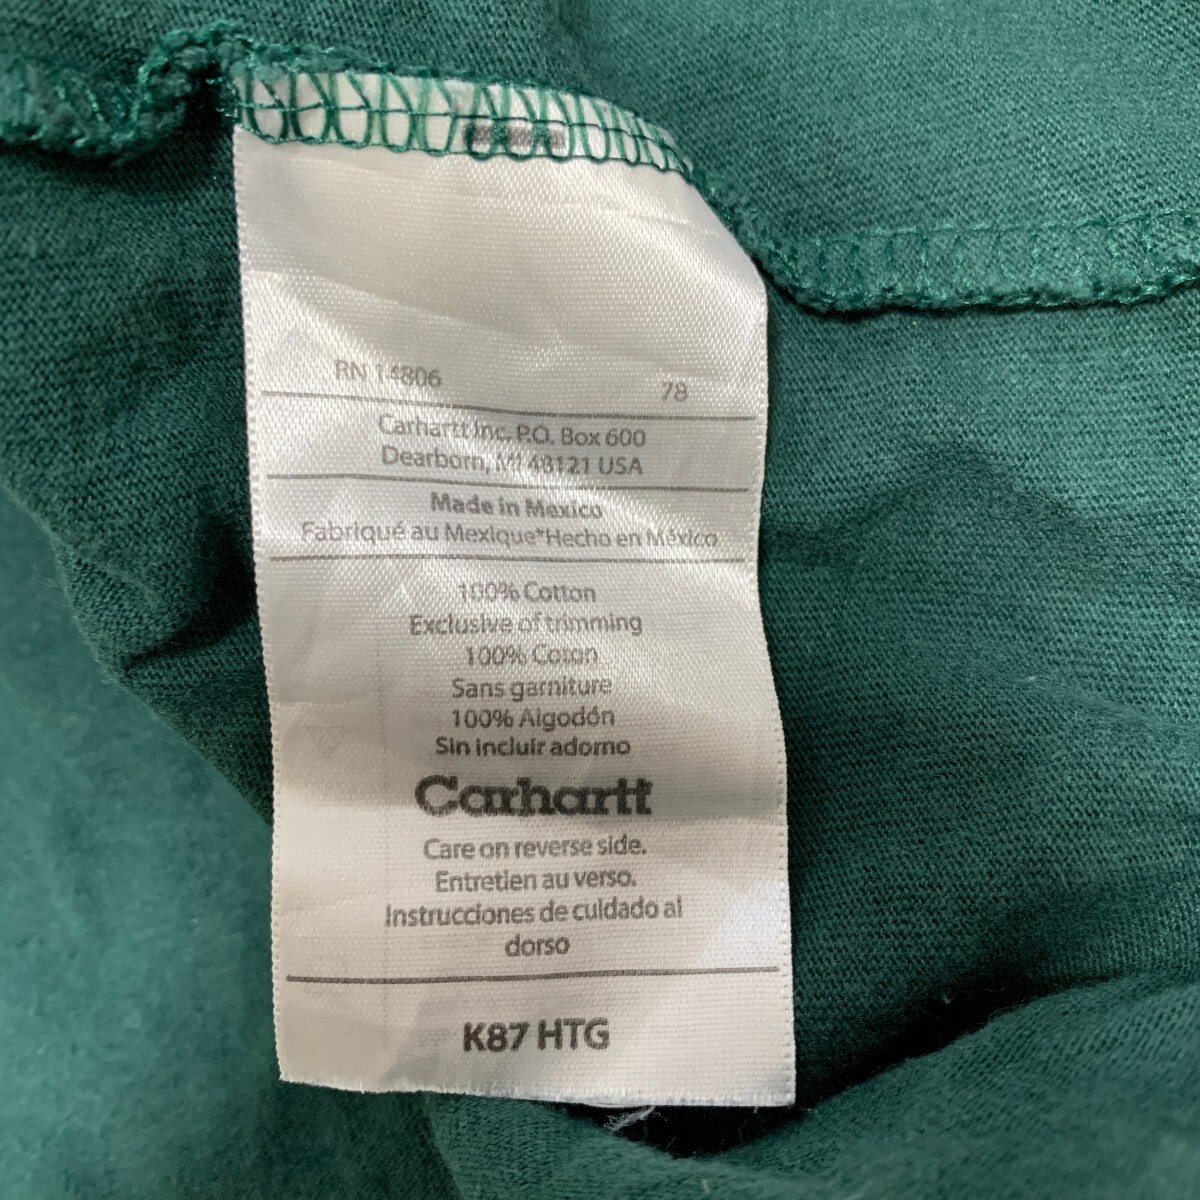 RN 14806 78
Carhartt Inc. P.O. Box 600
Dearborn, MI 48121 USA
Made in Mexico
Fabriqué au Mexique*Hecho en México
100% Cotton
Exclusive of trimming
100% Coton
Sans garniture
100% Algodón
Sin incluir adorno
Carhartt
Care on reverse side.
Entretien au verso.
Instrucciones de cuidado al
dorso
K87 HTG